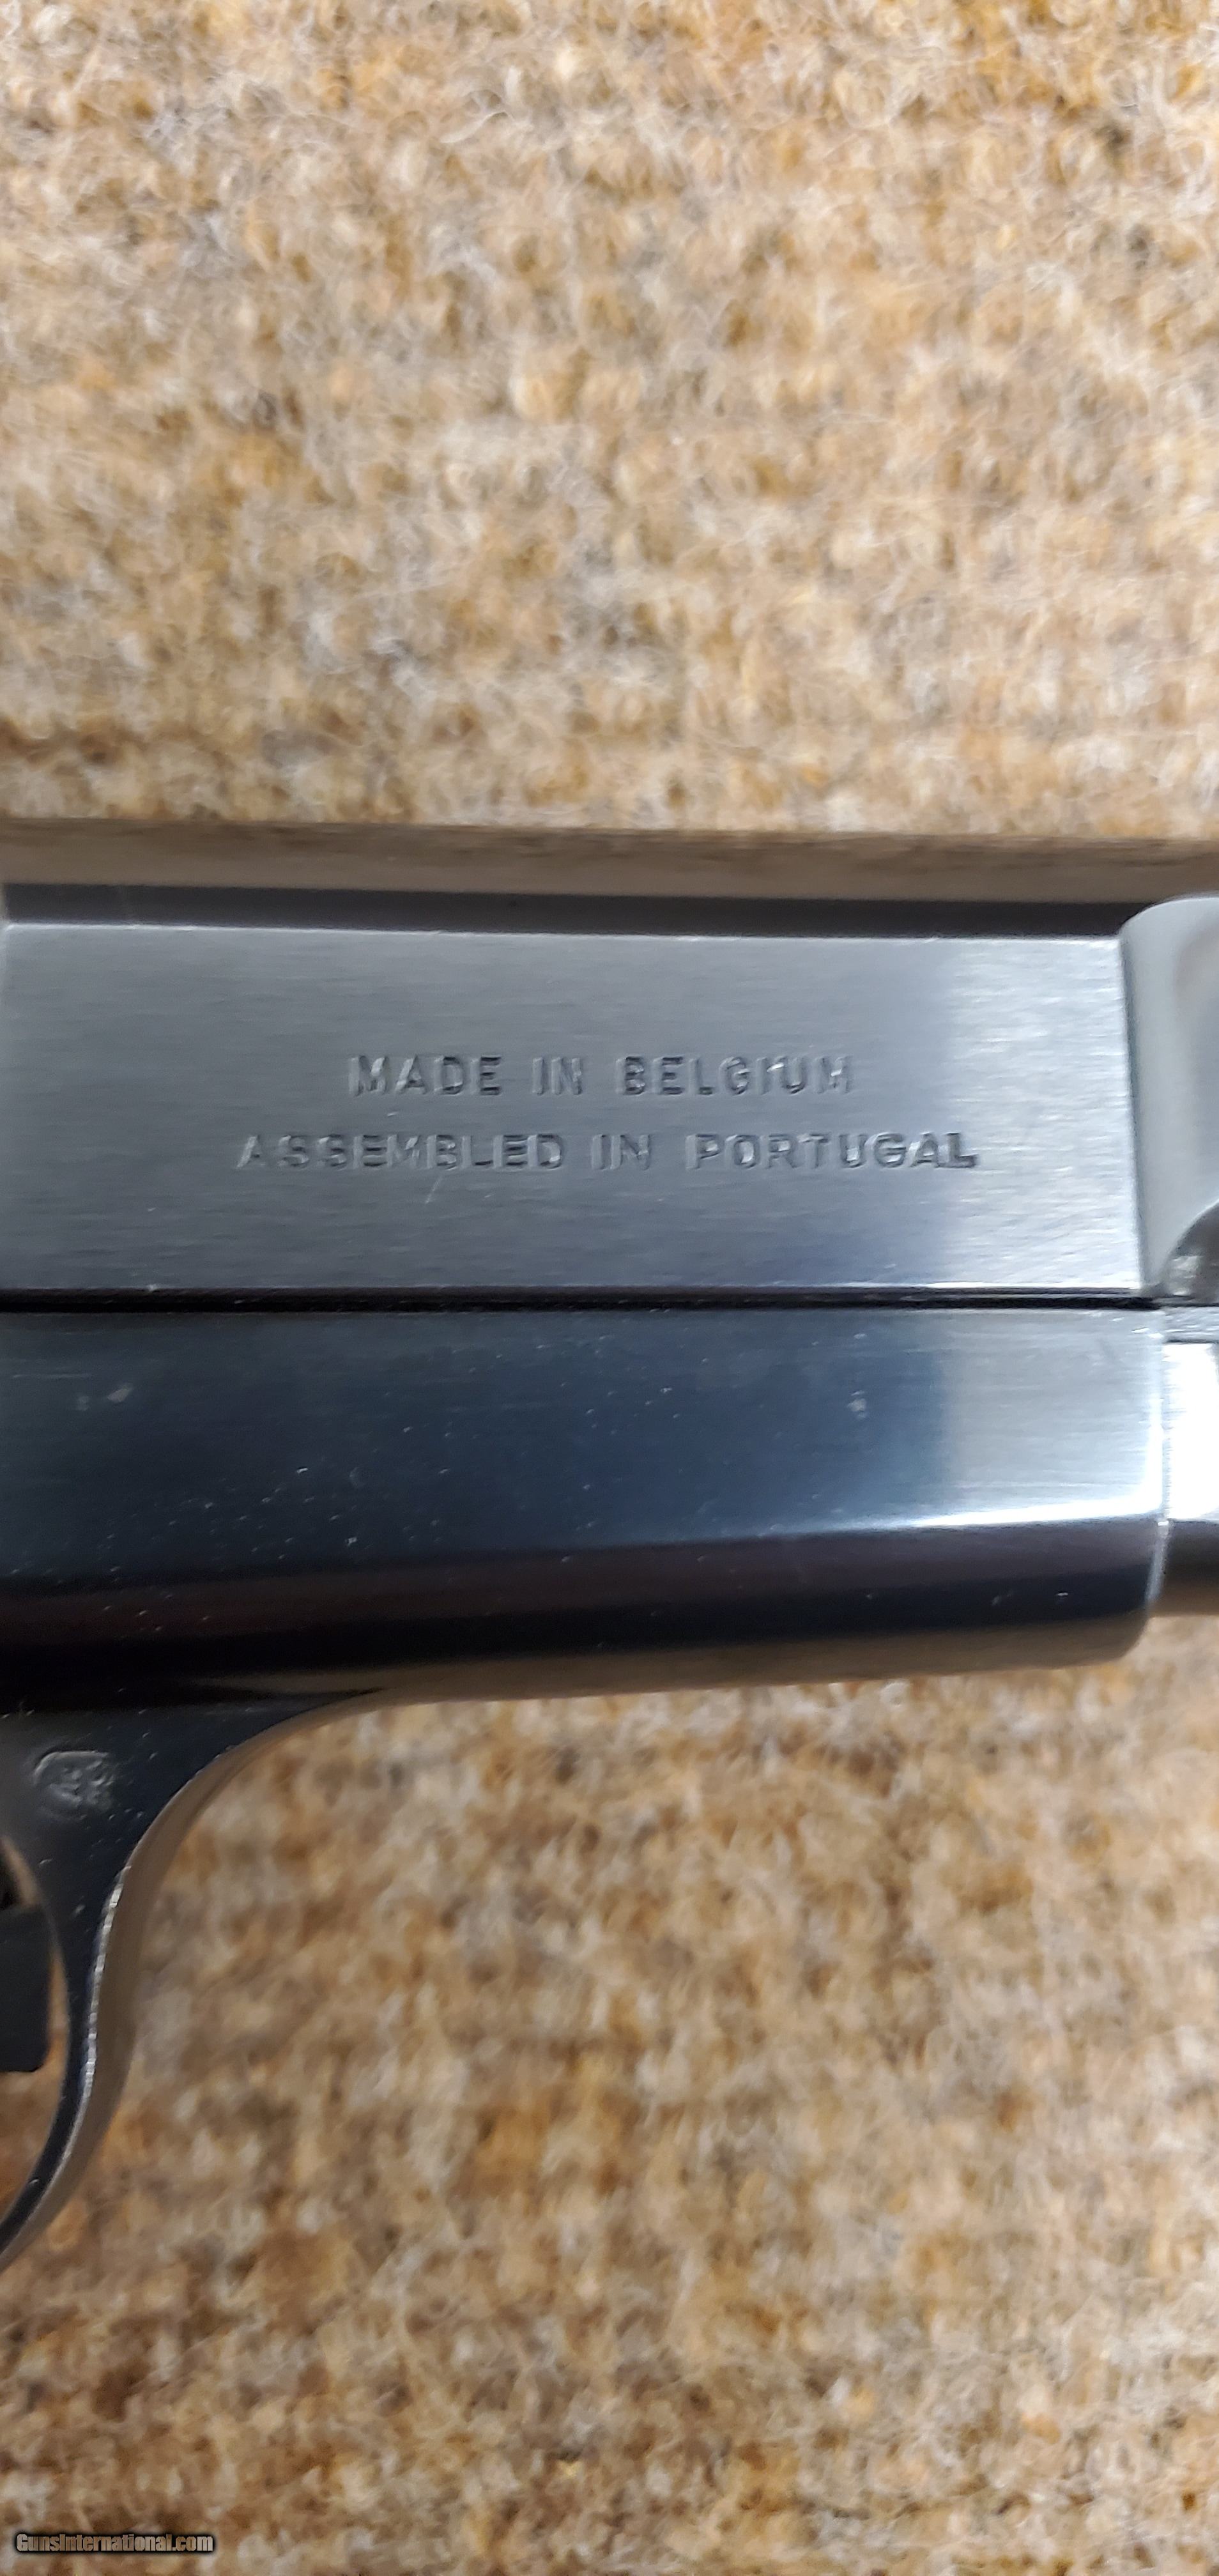 MADE IN BELGIUM
ASSEMBLED IN PORTUGAL
GunsInternational.com